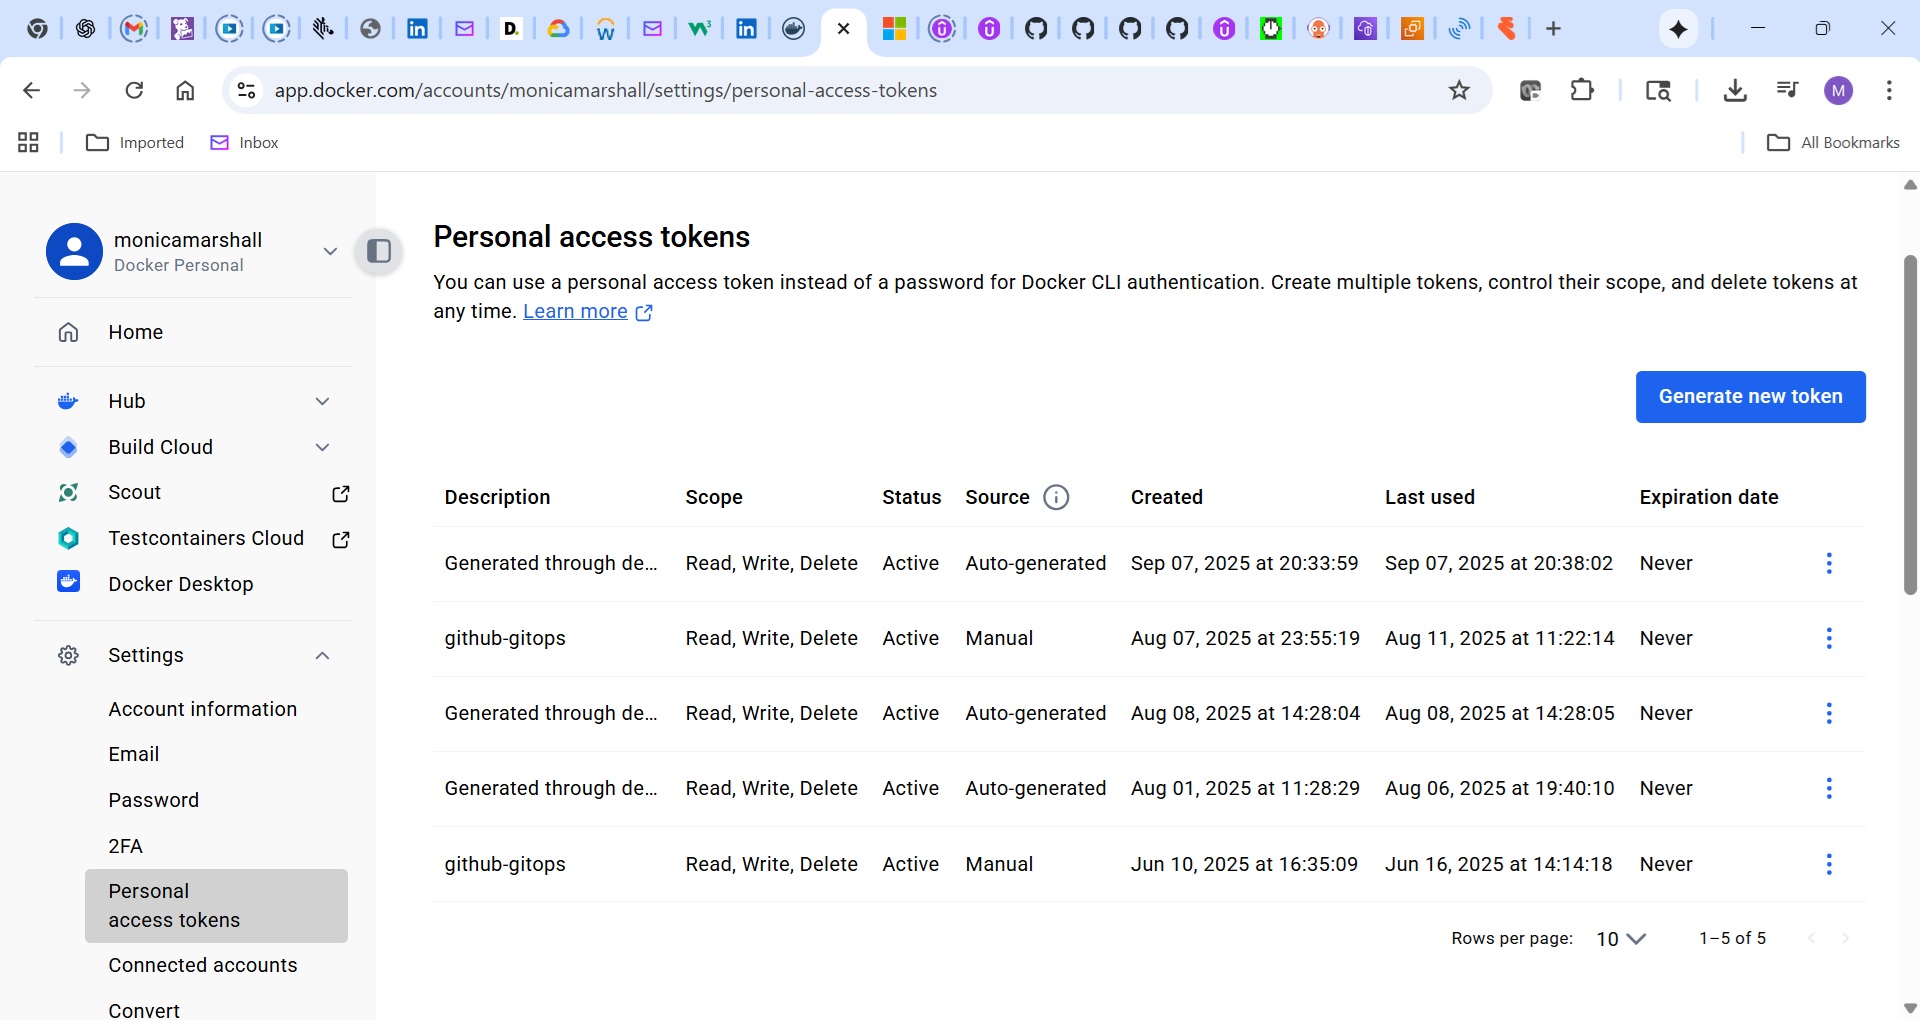 app.docker.com/accounts/monicamarshall/settings/personal-access-tokens
M
Imported
Inbox
All Bookmarks
monicamarshall
Docker Personal
Home
Hub
Build Cloud
Scout
Testcontainers Cloud
Docker Desktop
Settings
Account information
Email
Password
2FA
Personal
access tokens
Connected accounts
Convert
Personal access tokens
You can use a personal access token instead of a password for Docker CLI authentication. Create multiple tokens, control their scope, and delete tokens at
any time. Learn more
Generate new token
Description Scope Status Source Created Last used Expiration date
Generated through de... Read, Write, Delete Active Auto-generated Sep 07, 2025 at 20:33:59 Sep 07, 2025 at 20:38:02 Never
github-gitops Read, Write, Delete Active Manual Aug 07, 2025 at 23:55:19 Aug 11, 2025 at 11:22:14 Never
Generated through de... Read, Write, Delete Active Auto-generated Aug 08, 2025 at 14:28:04 Aug 08, 2025 at 14:28:05 Never
Generated through de... Read, Write, Delete Active Auto-generated Aug 01, 2025 at 11:28:29 Aug 06, 2025 at 19:40:10 Never
github-gitops Read, Write, Delete Active Manual Jun 10, 2025 at 16:35:09 Jun 16, 2025 at 14:14:18 Never
Rows per page: 10 1–5 of 5